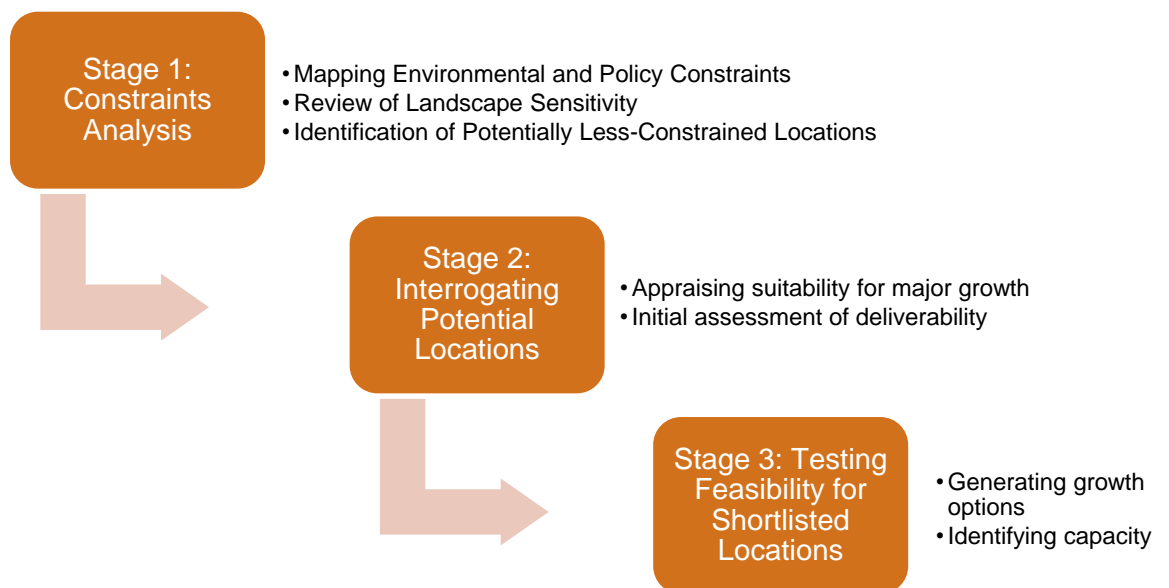 Stage 1:
Constraints
Analysis
• Mapping Environmental and Policy Constraints
• Review of Landscape Sensitivity
• Identification of Potentially Less-Constrained Locations
Stage 2:
Interrogating
Potential
Locations
• Appraising suitability for major growth
• Initial assessment of deliverability
Stage 3: Testing
Feasibility for
Shortlisted
Locations
• Generating growth
options
• Identifying capacity